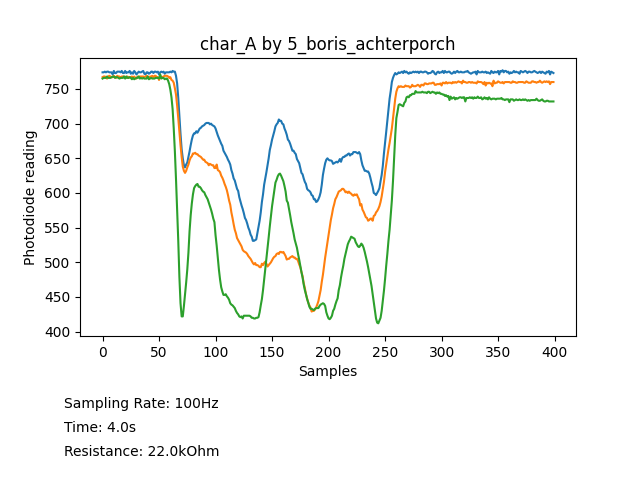 char_A by 5_boris_achterporch
Photodiode reading
750
700
650
600
550
500
450
400
0 50 100 150 200 250 300 350 400
Samples
Sampling Rate: 100Hz
Time: 4.0s
Resistance: 22.0kOhm